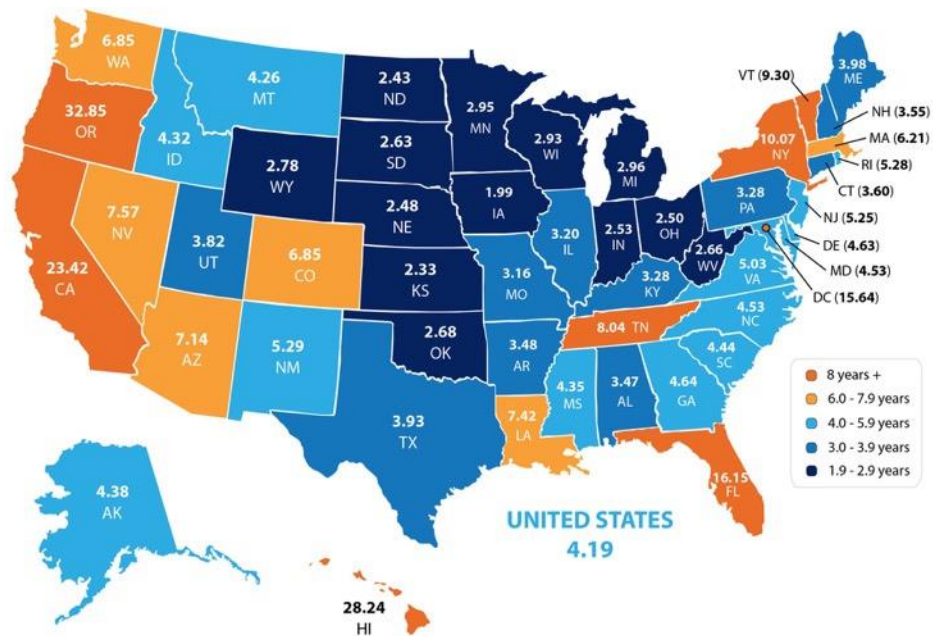 6.85
WA
32.85
OR
23.42
CA
7.57
NV
4.32
ID
4.26
MT
2.78
WY
3.82
UT
6.85
CO
7.14
AZ
5.29
NM
2.43
ND
2.63
SD
2.48
NE
2.33
KS
2.68
OK
3.93
TX
2.95
MN
1.99
IA
3.16
MO
3.48
AR
7.42
LA
2.93
WI
3.20
IL
2.96
MI
2.53
IN
2.50
OH
3.28
KY
8.04 TN
4.35
MS
3.47
AL
4.64
GA
16.15
FL
4.44
SC
4.53
NC
5.03
VA
2.66
WV
3.28
PA
10.07
NY
3.98
ME
VT (9.30)
NH (3.55)
MA (6.21)
RI (5.28)
CT (3.60)
NJ (5.25)
DE (4.63)
MD (4.53)
DC (15.64)
8 years +
6.0 - 7.9 years
4.0 - 5.9 years
3.0 - 3.9 years
1.9 - 2.9 years
4.38
AK
28.24
HI
UNITED STATES
4.19